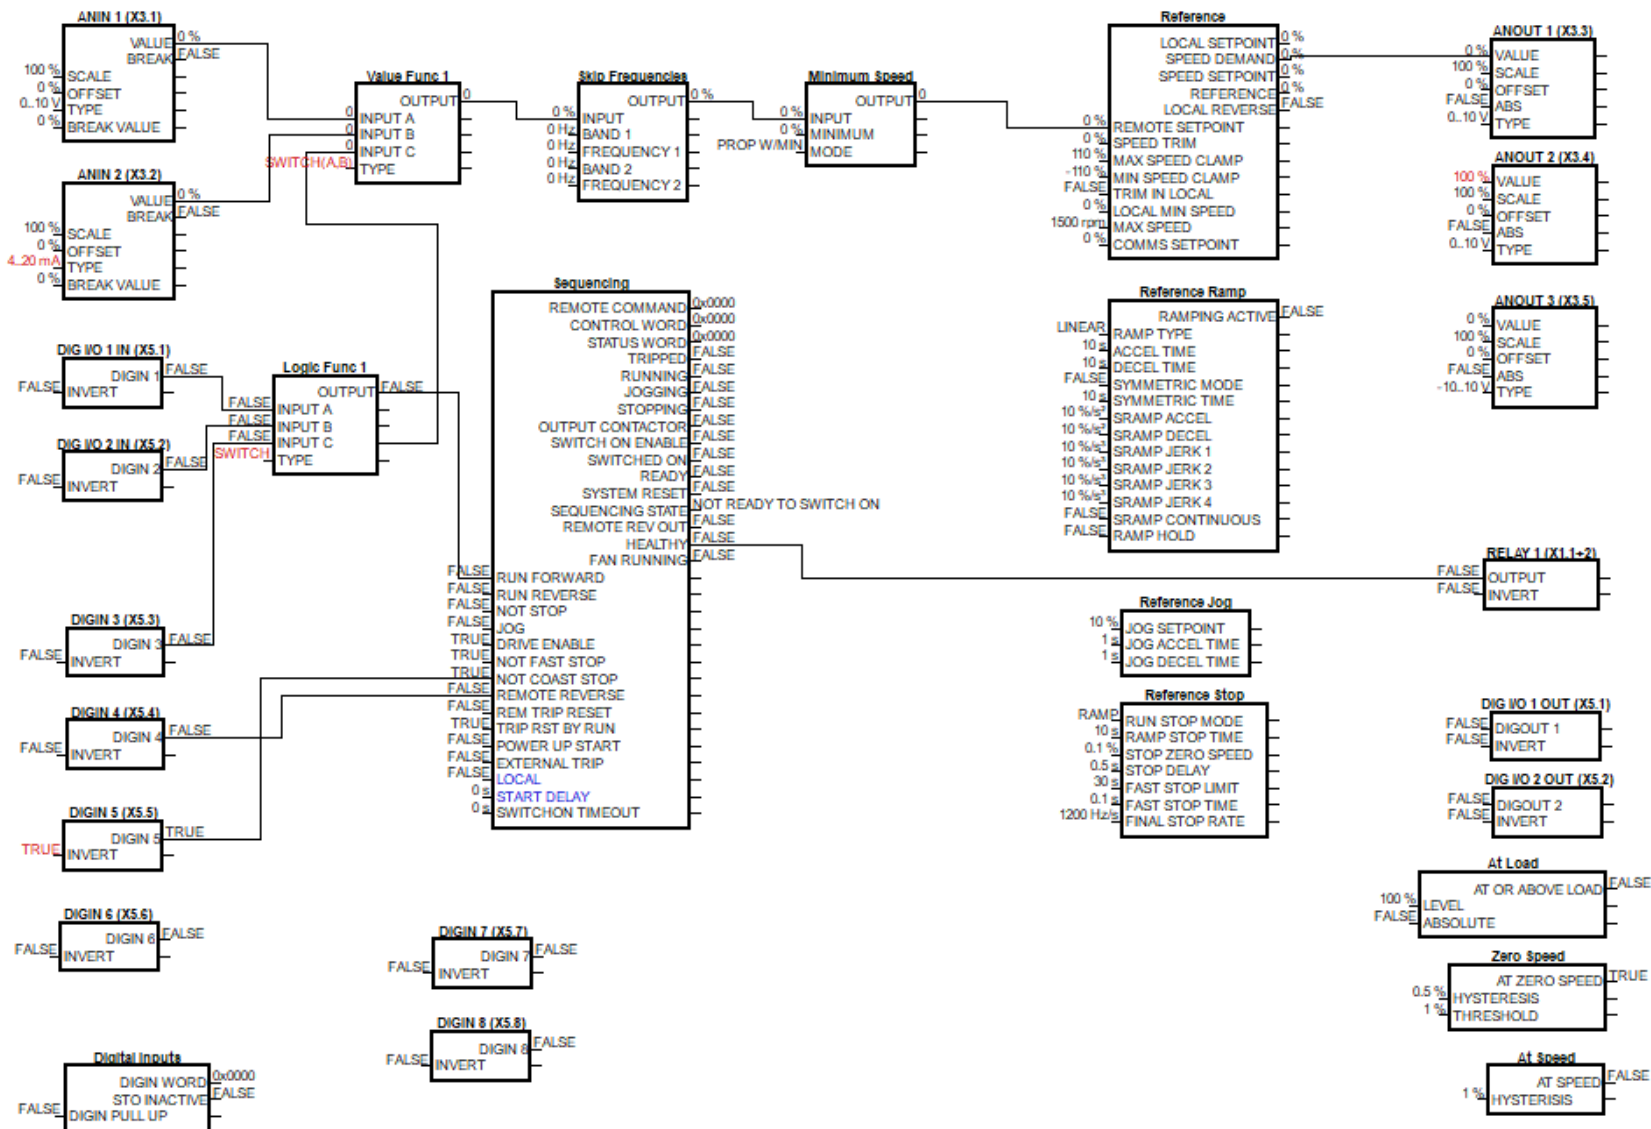 ANIN 1 (X3.1)
VALUE 0 %
BREAK FALSE
100 % SCALE
0 % OFFSET
0..10 V TYPE
0 % BREAK VALUE
ANIN 2 (X3.2)
VALUE 0 %
BREAK FALSE
100 % SCALE
0 % OFFSET
4..20 mA TYPE
0 % BREAK VALUE
DIG I/O 1 IN (X5.1)
DIGIN 1 FALSE
FALSE INVERT
DIG I/O 2 IN (X5.2)
DIGIN 2 FALSE
FALSE INVERT
DIGIN 3 (X5.3)
DIGIN 3 FALSE
FALSE INVERT
DIGIN 4 (X5.4)
DIGIN 4 FALSE
FALSE INVERT
DIGIN 5 (X5.5)
DIGIN 5 TRUE
TRUE INVERT
DIGIN 6 (X5.6)
DIGIN 6 FALSE
FALSE INVERT
Digital Inputs
DIGIN WORD 0x0000
STO INACTIVE FALSE
FALSE DIGIN PULL UP
Value Func 1
OUTPUT 0
0 INPUT A
0 INPUT B
0 INPUT C
SWITCH(A,B) TYPE
Logic Func 1
OUTPUT FALSE
FALSE INPUT A
FALSE INPUT B
FALSE INPUT C
SWITCH TYPE
Skip Frequencies
OUTPUT 0 %
0 % INPUT
0 Hz BAND 1
0 Hz FREQUENCY 1
0 Hz BAND 2
0 Hz FREQUENCY 2
Minimum Speed
OUTPUT 0
0 % INPUT
0 % MINIMUM
PROP W/MIN MODE
Sequencing
REMOTE COMMAND 0x0000
CONTROL WORD 0x0000
STATUS WORD 0x0000
TRIPPED FALSE
RUNNING FALSE
JOGGING FALSE
STOPPING FALSE
OUTPUT CONTACTOR FALSE
SWITCH ON ENABLE FALSE
SWITCHED ON FALSE
READY FALSE
SYSTEM RESET FALSE
SEQUENCING STATE NOT READY TO SWITCH ON
REMOTE REV OUT FALSE
HEALTHY FALSE
FAN RUNNING FALSE
FALSE RUN FORWARD
FALSE RUN REVERSE
FALSE NOT STOP
FALSE JOG
TRUE DRIVE ENABLE
TRUE NOT FAST STOP
TRUE NOT COAST STOP
FALSE REMOTE REVERSE
FALSE REM TRIP RESET
TRUE TRIP RST BY RUN
FALSE POWER UP START
FALSE EXTERNAL TRIP
FALSE LOCAL
0 s START DELAY
0 s SWITCHON TIMEOUT
DIGIN 7 (X5.7)
DIGIN 7 FALSE
FALSE INVERT
DIGIN 8 (X5.8)
DIGIN 8 FALSE
FALSE INVERT
Reference
LOCAL SETPOINT 0 %
SPEED DEMAND 0 %
SPEED SETPOINT 0 %
REFERENCE 0 %
LOCAL REVERSE FALSE
0 % REMOTE SETPOINT
0 % SPEED TRIM
110 % MAX SPEED CLAMP
-110 % MIN SPEED CLAMP
FALSE TRIM IN LOCAL
0 % LOCAL MIN SPEED
1500 rpm MAX SPEED
0 % COMMS SETPOINT
Reference Ramp
RAMPING ACTIVE FALSE
LINEAR RAMP TYPE
10 s ACCEL TIME
10 s DECEL TIME
FALSE SYMMETRIC MODE
10 s SYMMETRIC TIME
10 %/s² SRAMP ACCEL
10 %/s² SRAMP DECEL
10 %/s³ SRAMP JERK 1
10 %/s³ SRAMP JERK 2
10 %/s³ SRAMP JERK 3
10 %/s³ SRAMP JERK 4
FALSE SRAMP CONTINUOUS
FALSE RAMP HOLD
Reference Jog
10 % JOG SETPOINT
1 s JOG ACCEL TIME
1 s JOG DECEL TIME
Reference Stop
RAMP RUN STOP MODE
10 s RAMP STOP TIME
0.1 % STOP ZERO SPEED
0.5 s STOP DELAY
30 s FAST STOP LIMIT
0.1 s FAST STOP TIME
1200 Hz/s FINAL STOP RATE
ANOUT 1 (X3.3)
0 % VALUE
100 % SCALE
0 % OFFSET
FALSE ABS
0..10 V TYPE
ANOUT 2 (X3.4)
100 % VALUE
100 % SCALE
0 % OFFSET
FALSE ABS
0..10 V TYPE
ANOUT 3 (X3.5)
0 % VALUE
100 % SCALE
0 % OFFSET
FALSE ABS
-10..10 V TYPE
RELAY 1 (X1.1+2)
FALSE OUTPUT
FALSE INVERT
DIG I/O 1 OUT (X5.1)
FALSE DIGOUT 1
FALSE INVERT
DIG I/O 2 OUT (X5.2)
FALSE DIGOUT 2
FALSE INVERT
At Load
AT OR ABOVE LOAD FALSE
100 % LEVEL
FALSE ABSOLUTE
Zero Speed
AT ZERO SPEED TRUE
0.5 % HYSTERESIS
1 % THRESHOLD
At Speed
AT SPEED FALSE
1 % HYSTERISIS